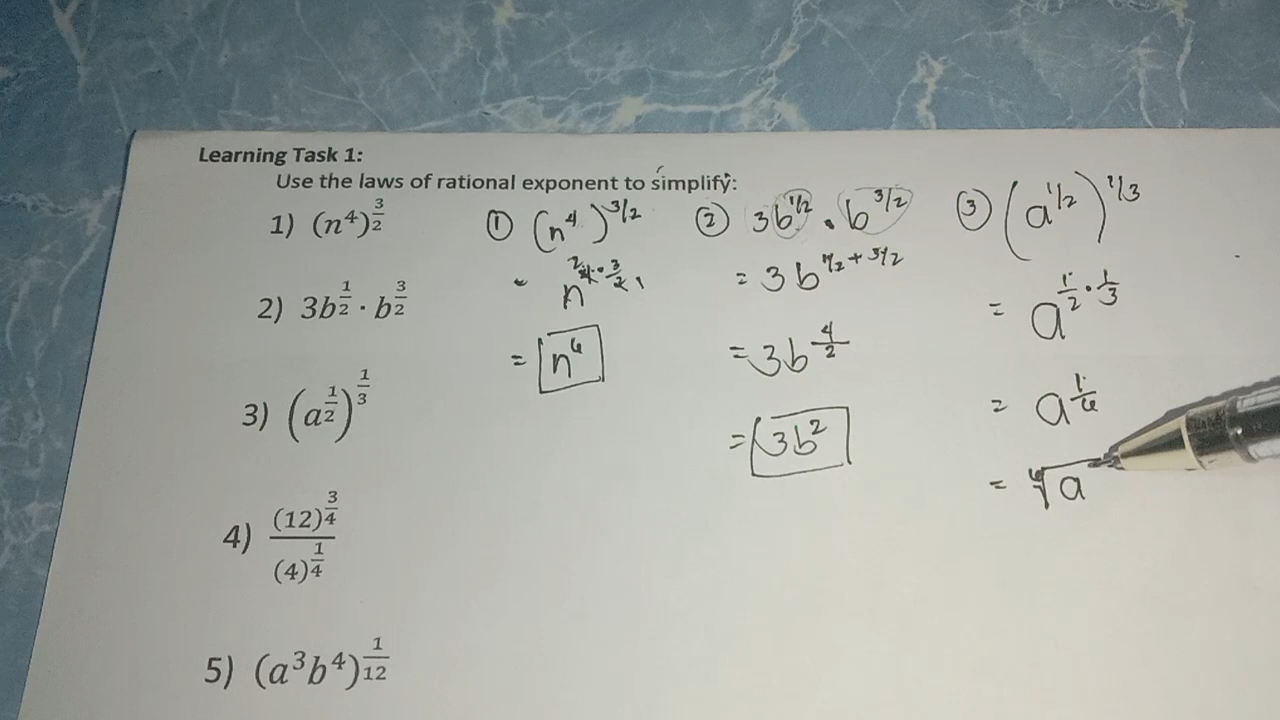 Learning Task 1:
Use the laws of rational exponent to simplify:
1) (n⁴)^(3/2)
2) 3b^(1/2) · b^(3/2)
3) (a^(1/2))^(1/3)
4) (12)^(3/4) / (4)^(1/4)
5) (a³b⁴)^(1/12)
① (n⁴)^(3/2)
= n^(4 · 3/2)
= n⁶
② 3b^(1/2) · b^(3/2)
= 3b^(1/2 + 3/2)
= 3b^(4/2)
= 3b²
③ (a^(1/2))^(1/3)
= a^(1/2 · 1/3)
= a^(1/6)
= ⁶√a